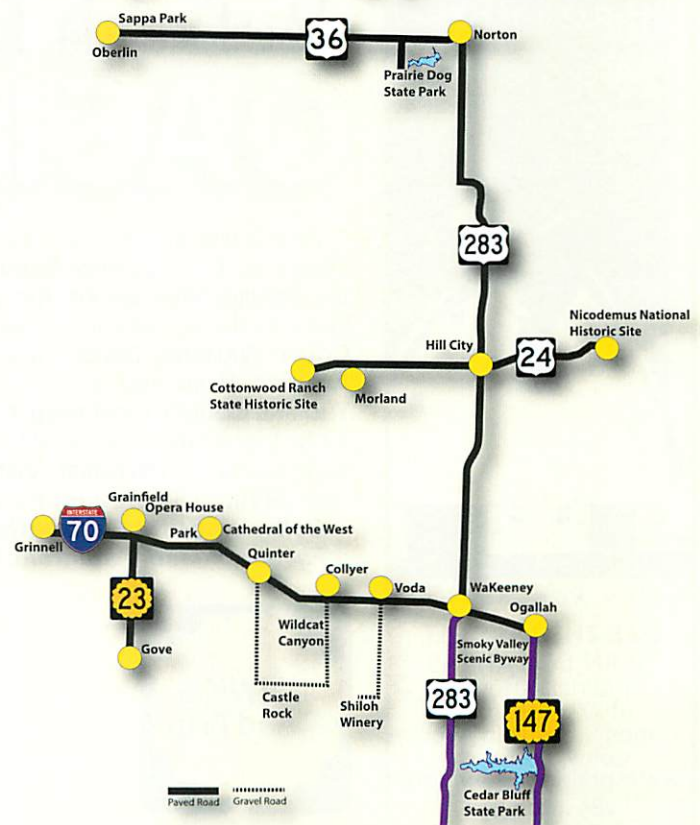 Sappa Park
Oberlin
36
Norton
Prairie Dog
State Park
283
Nicodemus National
Historic Site
Hill City
24
Cottonwood Ranch
State Historic Site
Morland
Grainfield
Opera House
INTERSTATE
70
Grinnell
Park
Cathedral of the West
Quinter
Collyer
Voda
WaKeeney
Ogallah
23
Gove
Wildcat
Canyon
Smoky Valley
Scenic Byway
Castle
Rock
Shiloh
Winery
283
147
Cedar Bluff
State Park
Paved Road
Gravel Road